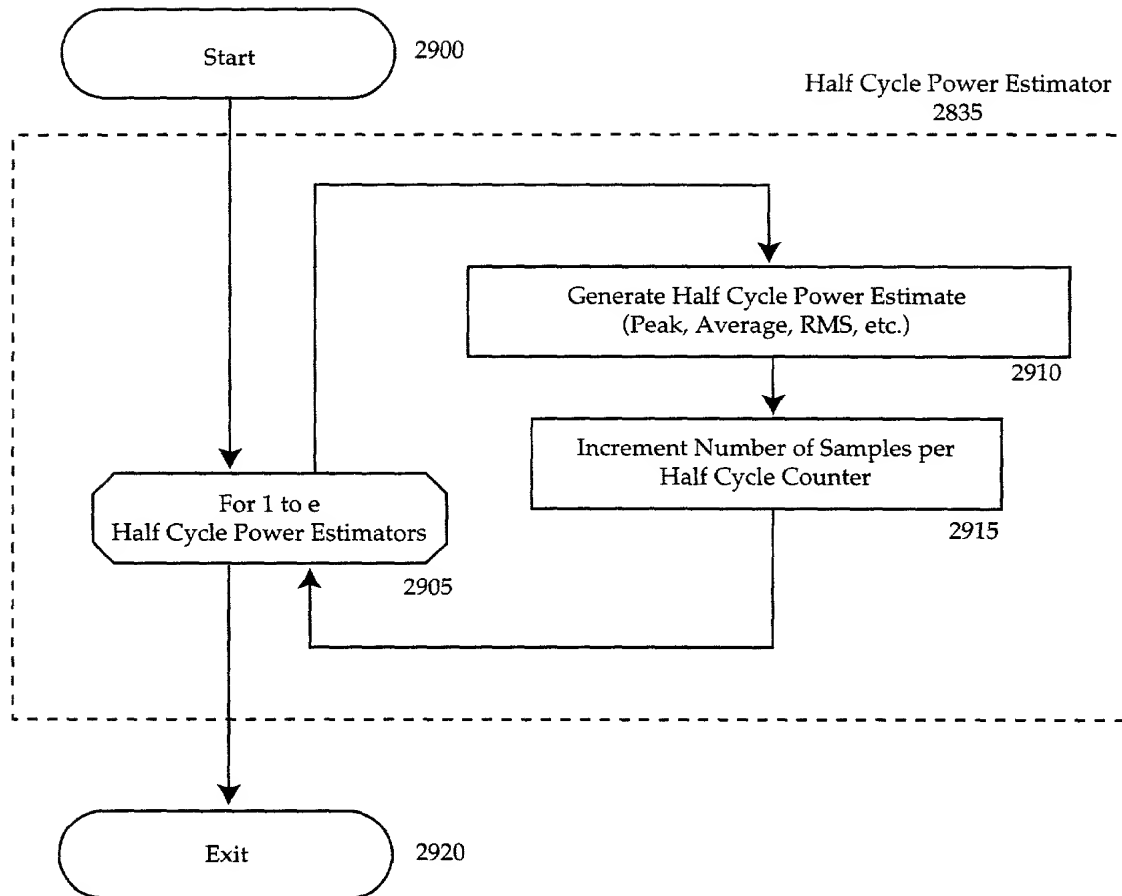 Start
2900
Half Cycle Power Estimator
2835
Generate Half Cycle Power Estimate
(Peak, Average, RMS, etc.)
2910
Increment Number of Samples per
Half Cycle Counter
2915
For 1 to e
Half Cycle Power Estimators
2905
Exit
2920